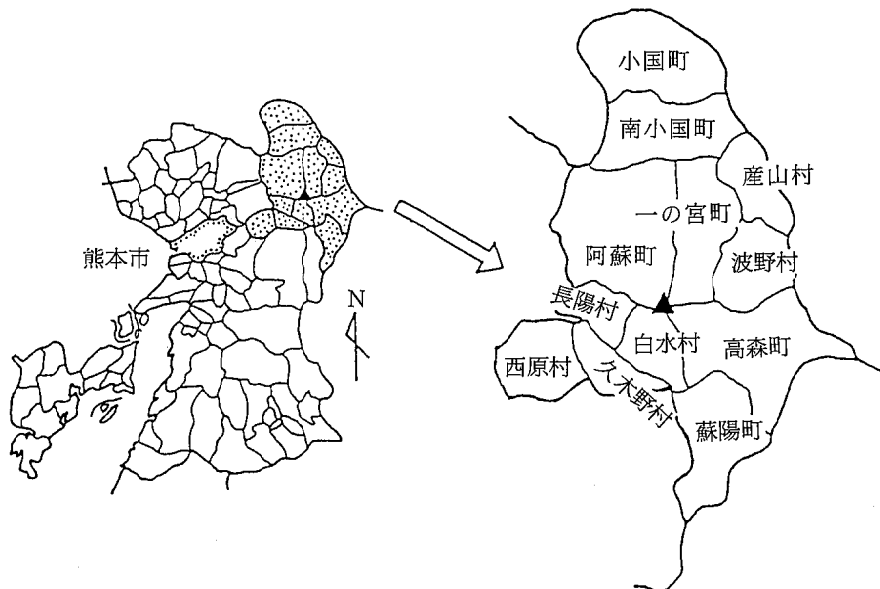 熊本市
N
小国町
南小国町
産山村
一の宮町
阿蘇町
波野村
長陽村
白水村
高森町
西原村
久木野村
蘇陽町